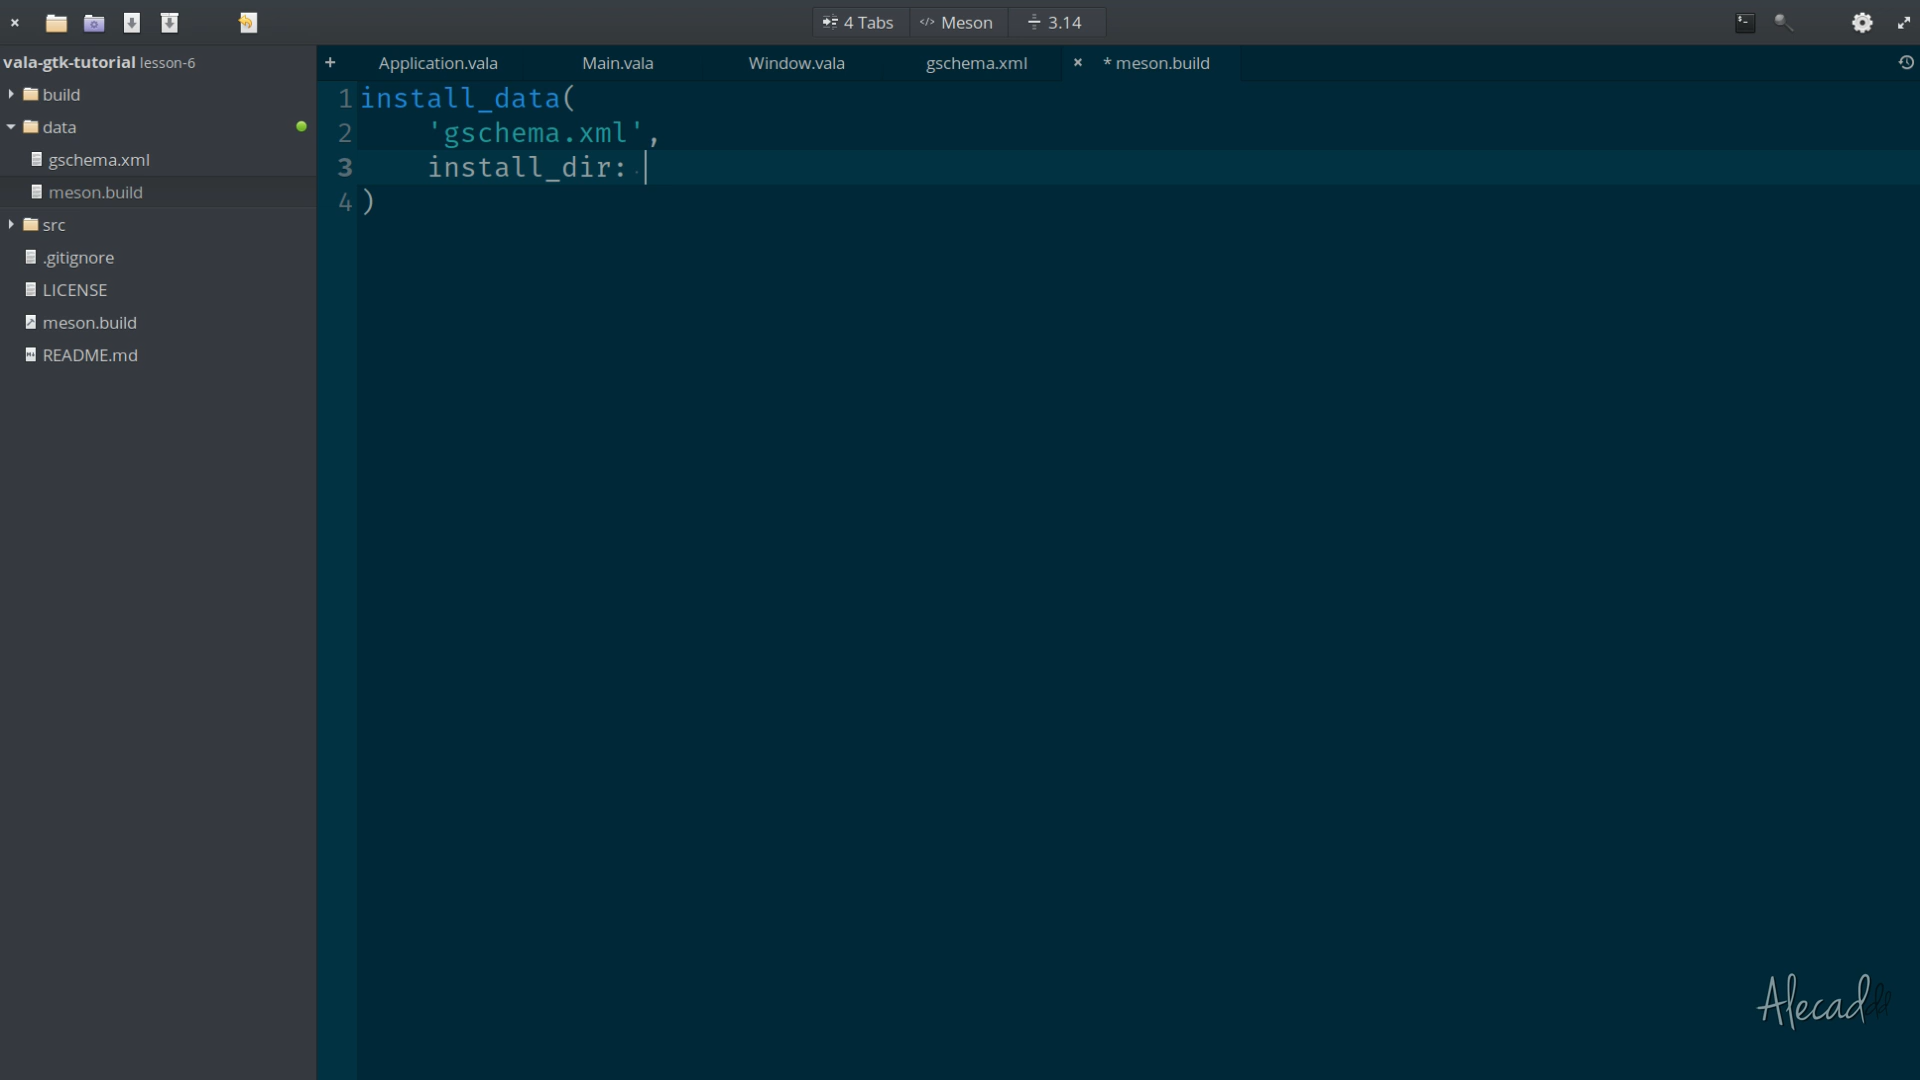 4 Tabs
Meson
3.14
vala-gtk-tutorial lesson-6
build
data
gschema.xml
meson.build
src
.gitignore
LICENSE
meson.build
README.md
Application.vala
Main.vala
Window.vala
gschema.xml
* meson.build
1 install_data(
2 'gschema.xml',
3 install_dir:
4 )
Alecaddd